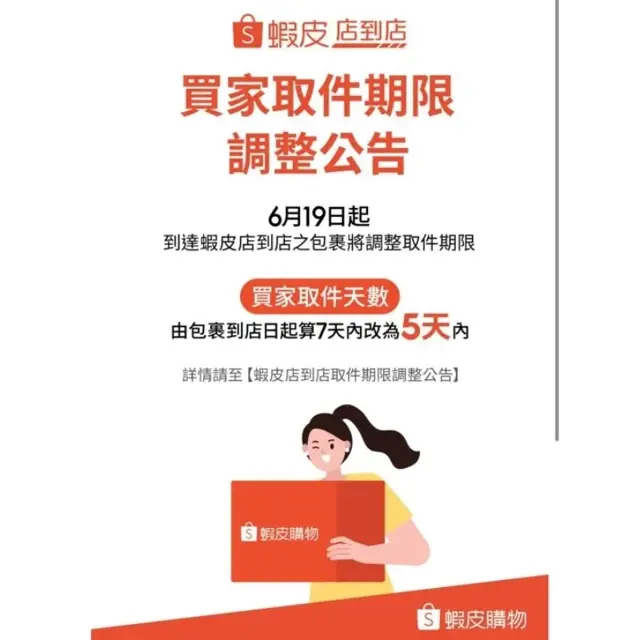 蝦皮 店到店
買家取件期限
調整公告
6月19日起
到達蝦皮店到店之包裹將調整取件期限
買家取件天數
由包裹到店日起算7天內改為5天內
詳情請至【蝦皮店到店取件期限調整公告】
S 蝦皮購物
S 蝦皮購物